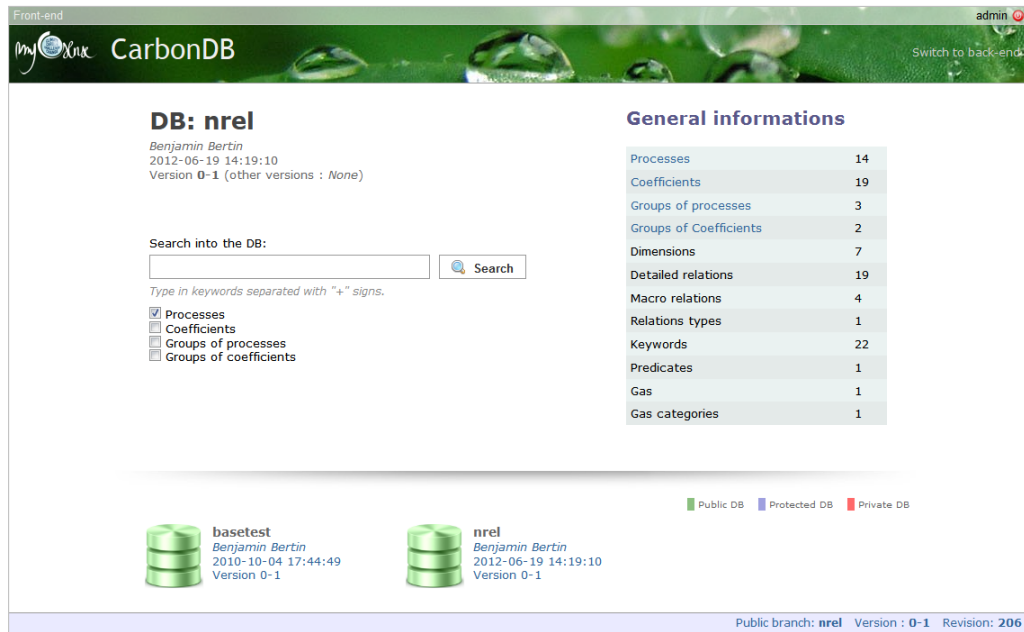 Front-end
admin
CarbonDB
Switch to back-end
DB: nrel
Benjamin Bertin
2012-06-19 14:19:10
Version 0-1 (other versions : None)
Search into the DB:
Search
Type in keywords separated with "+" signs.
Processes
Coefficients
Groups of processes
Groups of coefficients
General informations
Processes 14
Coefficients 19
Groups of processes 3
Groups of Coefficients 2
Dimensions 7
Detailed relations 19
Macro relations 4
Relations types 1
Keywords 22
Predicates 1
Gas 1
Gas categories 1
Public DB Protected DB Private DB
basetest
Benjamin Bertin
2010-10-04 17:44:49
Version 0-1
nrel
Benjamin Bertin
2012-06-19 14:19:10
Version 0-1
Public branch: nrel Version : 0-1 Revision: 206